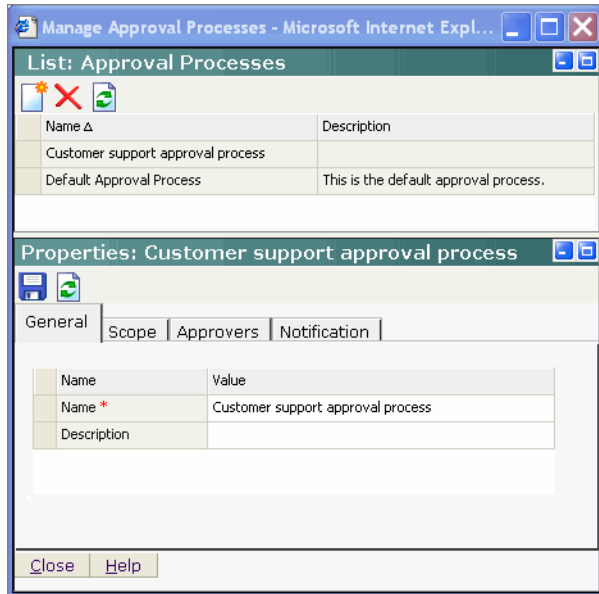 Manage Approval Processes - Microsoft Internet Expl...
List: Approval Processes
Name Description
Customer support approval process
Default Approval Process This is the default approval process.
Properties: Customer support approval process
General Scope Approvers Notification
Name Value
Name * Customer support approval process
Description
Close Help